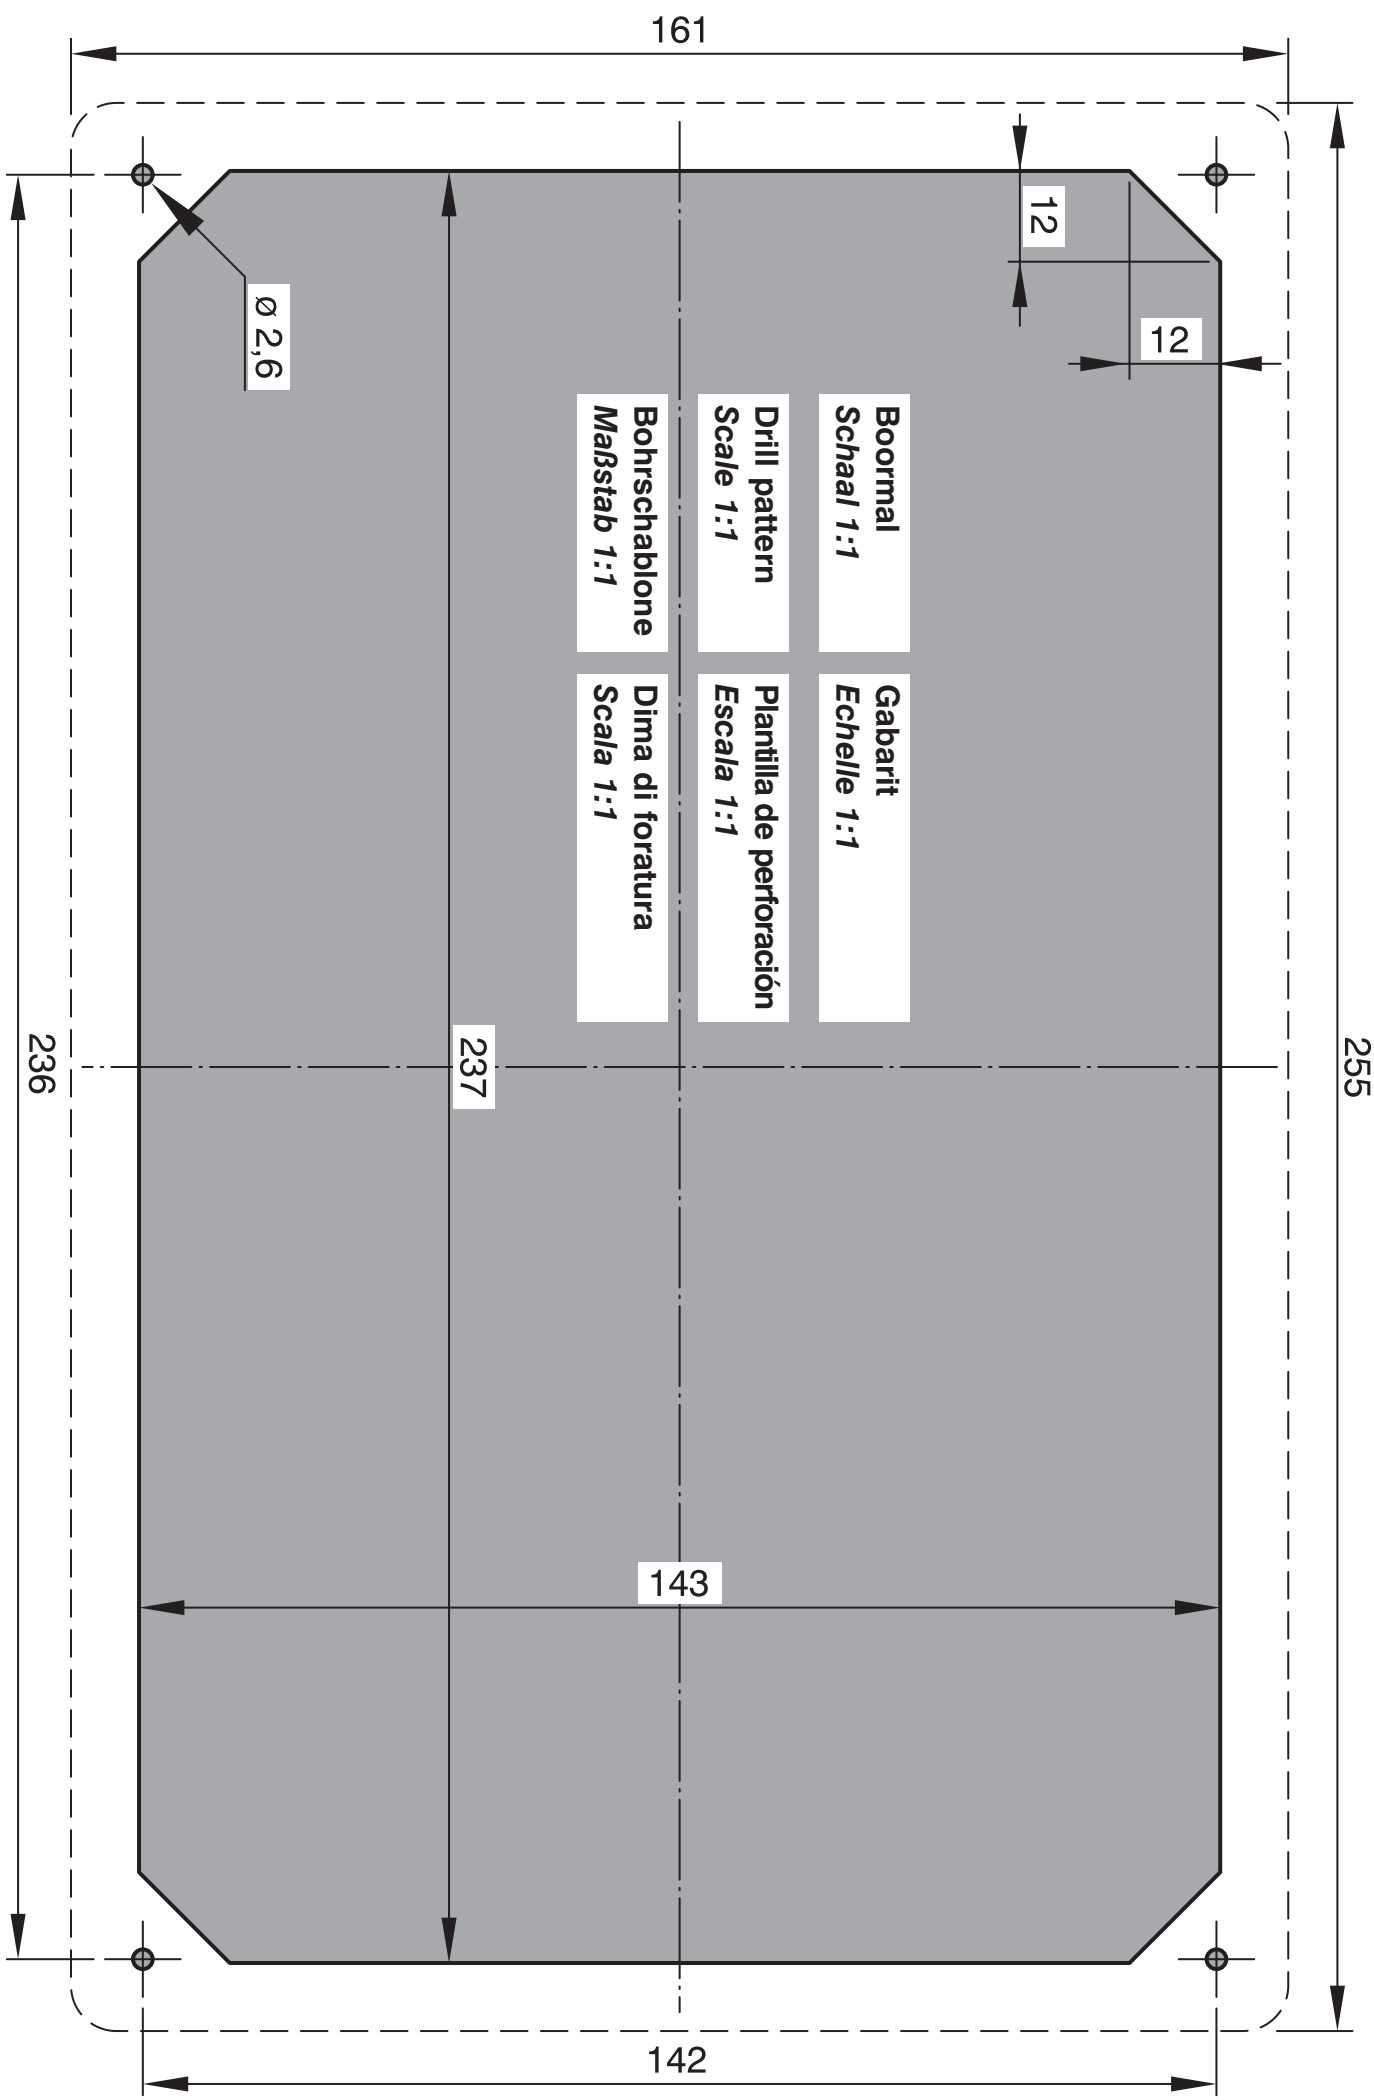 161
255
12
12
ø 2,6
Boormal
Schaal 1:1
Gabarit
Echelle 1:1
Drill pattern
Scale 1:1
Plantilla de perforación
Escala 1:1
Bohrschablone
Maßstab 1:1
Dima di foratura
Scala 1:1
237
236
143
142